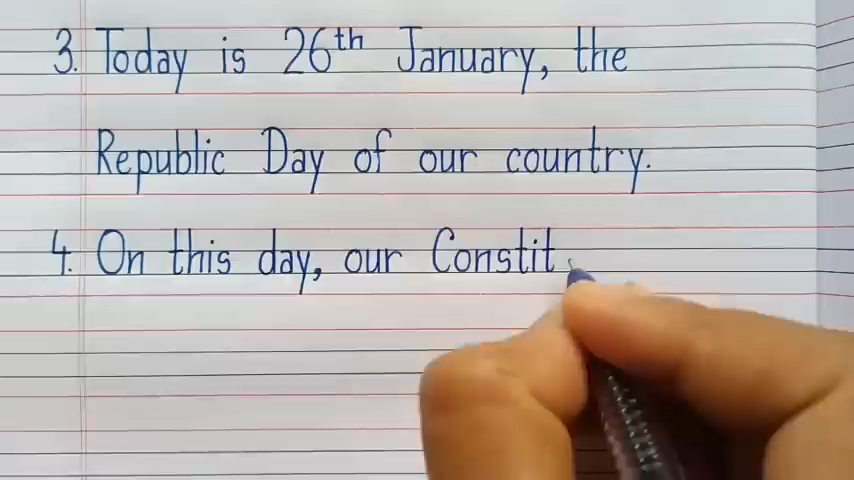 3. Today is 26th January, the
Republic Day of our country.
4. On this day, our Constit